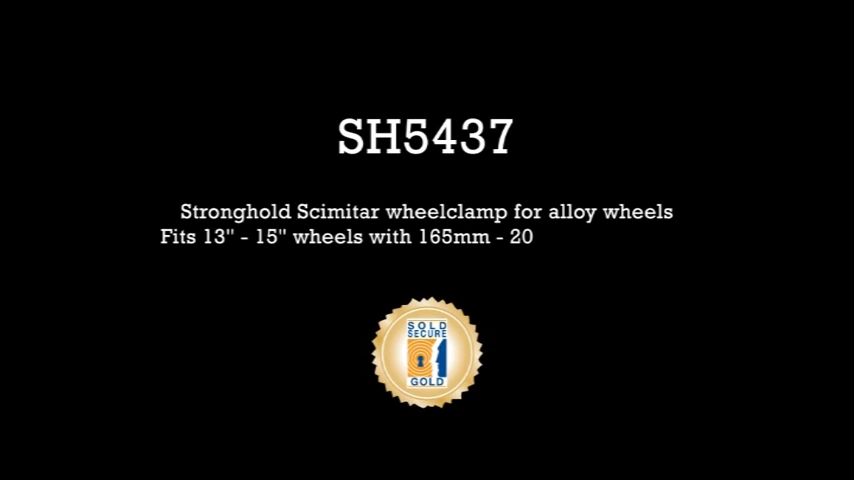 SH5437
Stronghold Scimitar wheelclamp for alloy wheels
Fits 13" - 15" wheels with 165mm - 20
SOLD
SECURE
GOLD